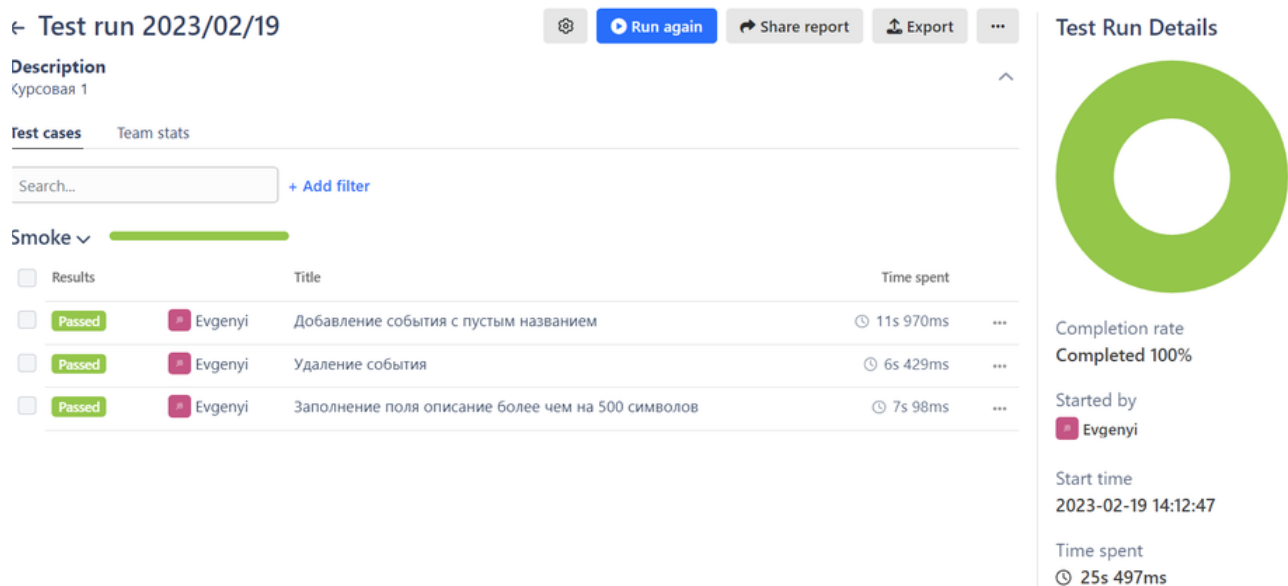 ← Test run 2023/02/19
Run again
Share report
Export
Description
Курсовая 1
Test cases Team stats
Search...
+ Add filter
Smoke
Results Title Time spent
Passed Evgenyi Добавление события с пустым названием 11s 970ms
Passed Evgenyi Удаление события 6s 429ms
Passed Evgenyi Заполнение поля описание более чем на 500 символов 7s 98ms
Test Run Details
Completion rate
Completed 100%
Started by
Evgenyi
Start time
2023-02-19 14:12:47
Time spent
25s 497ms